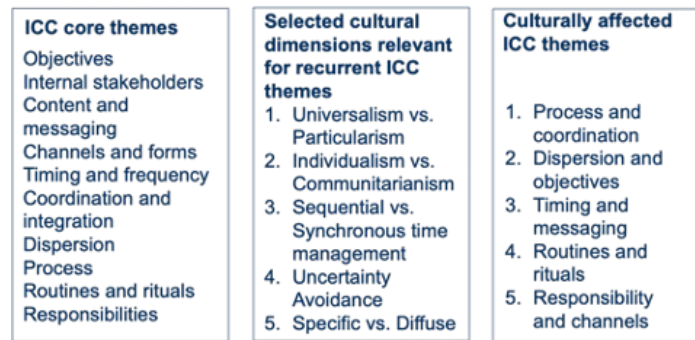 ICC core themes
Objectives
Internal stakeholders
Content and
messaging
Channels and forms
Timing and frequency
Coordination and
integration
Dispersion
Process
Routines and rituals
Responsibilities
Selected cultural
dimensions relevant
for recurrent ICC
themes
1. Universalism vs.
Particularism
2. Individualism vs.
Communitarianism
3. Sequential vs.
Synchronous time
management
4. Uncertainty
Avoidance
5. Specific vs. Diffuse
Culturally affected
ICC themes
1. Process and
coordination
2. Dispersion and
objectives
3. Timing and
messaging
4. Routines and
rituals
5. Responsibility
and channels